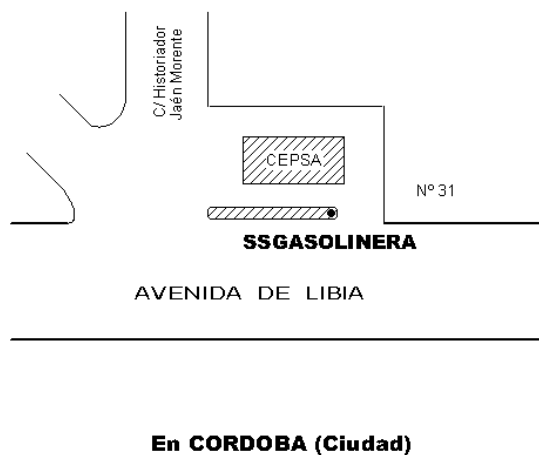 C/ Historiador
Jaén Morente
CEPSA
Nº 31
SSGASOLINERA
AVENIDA DE LIBIA
En CORDOBA (Ciudad)